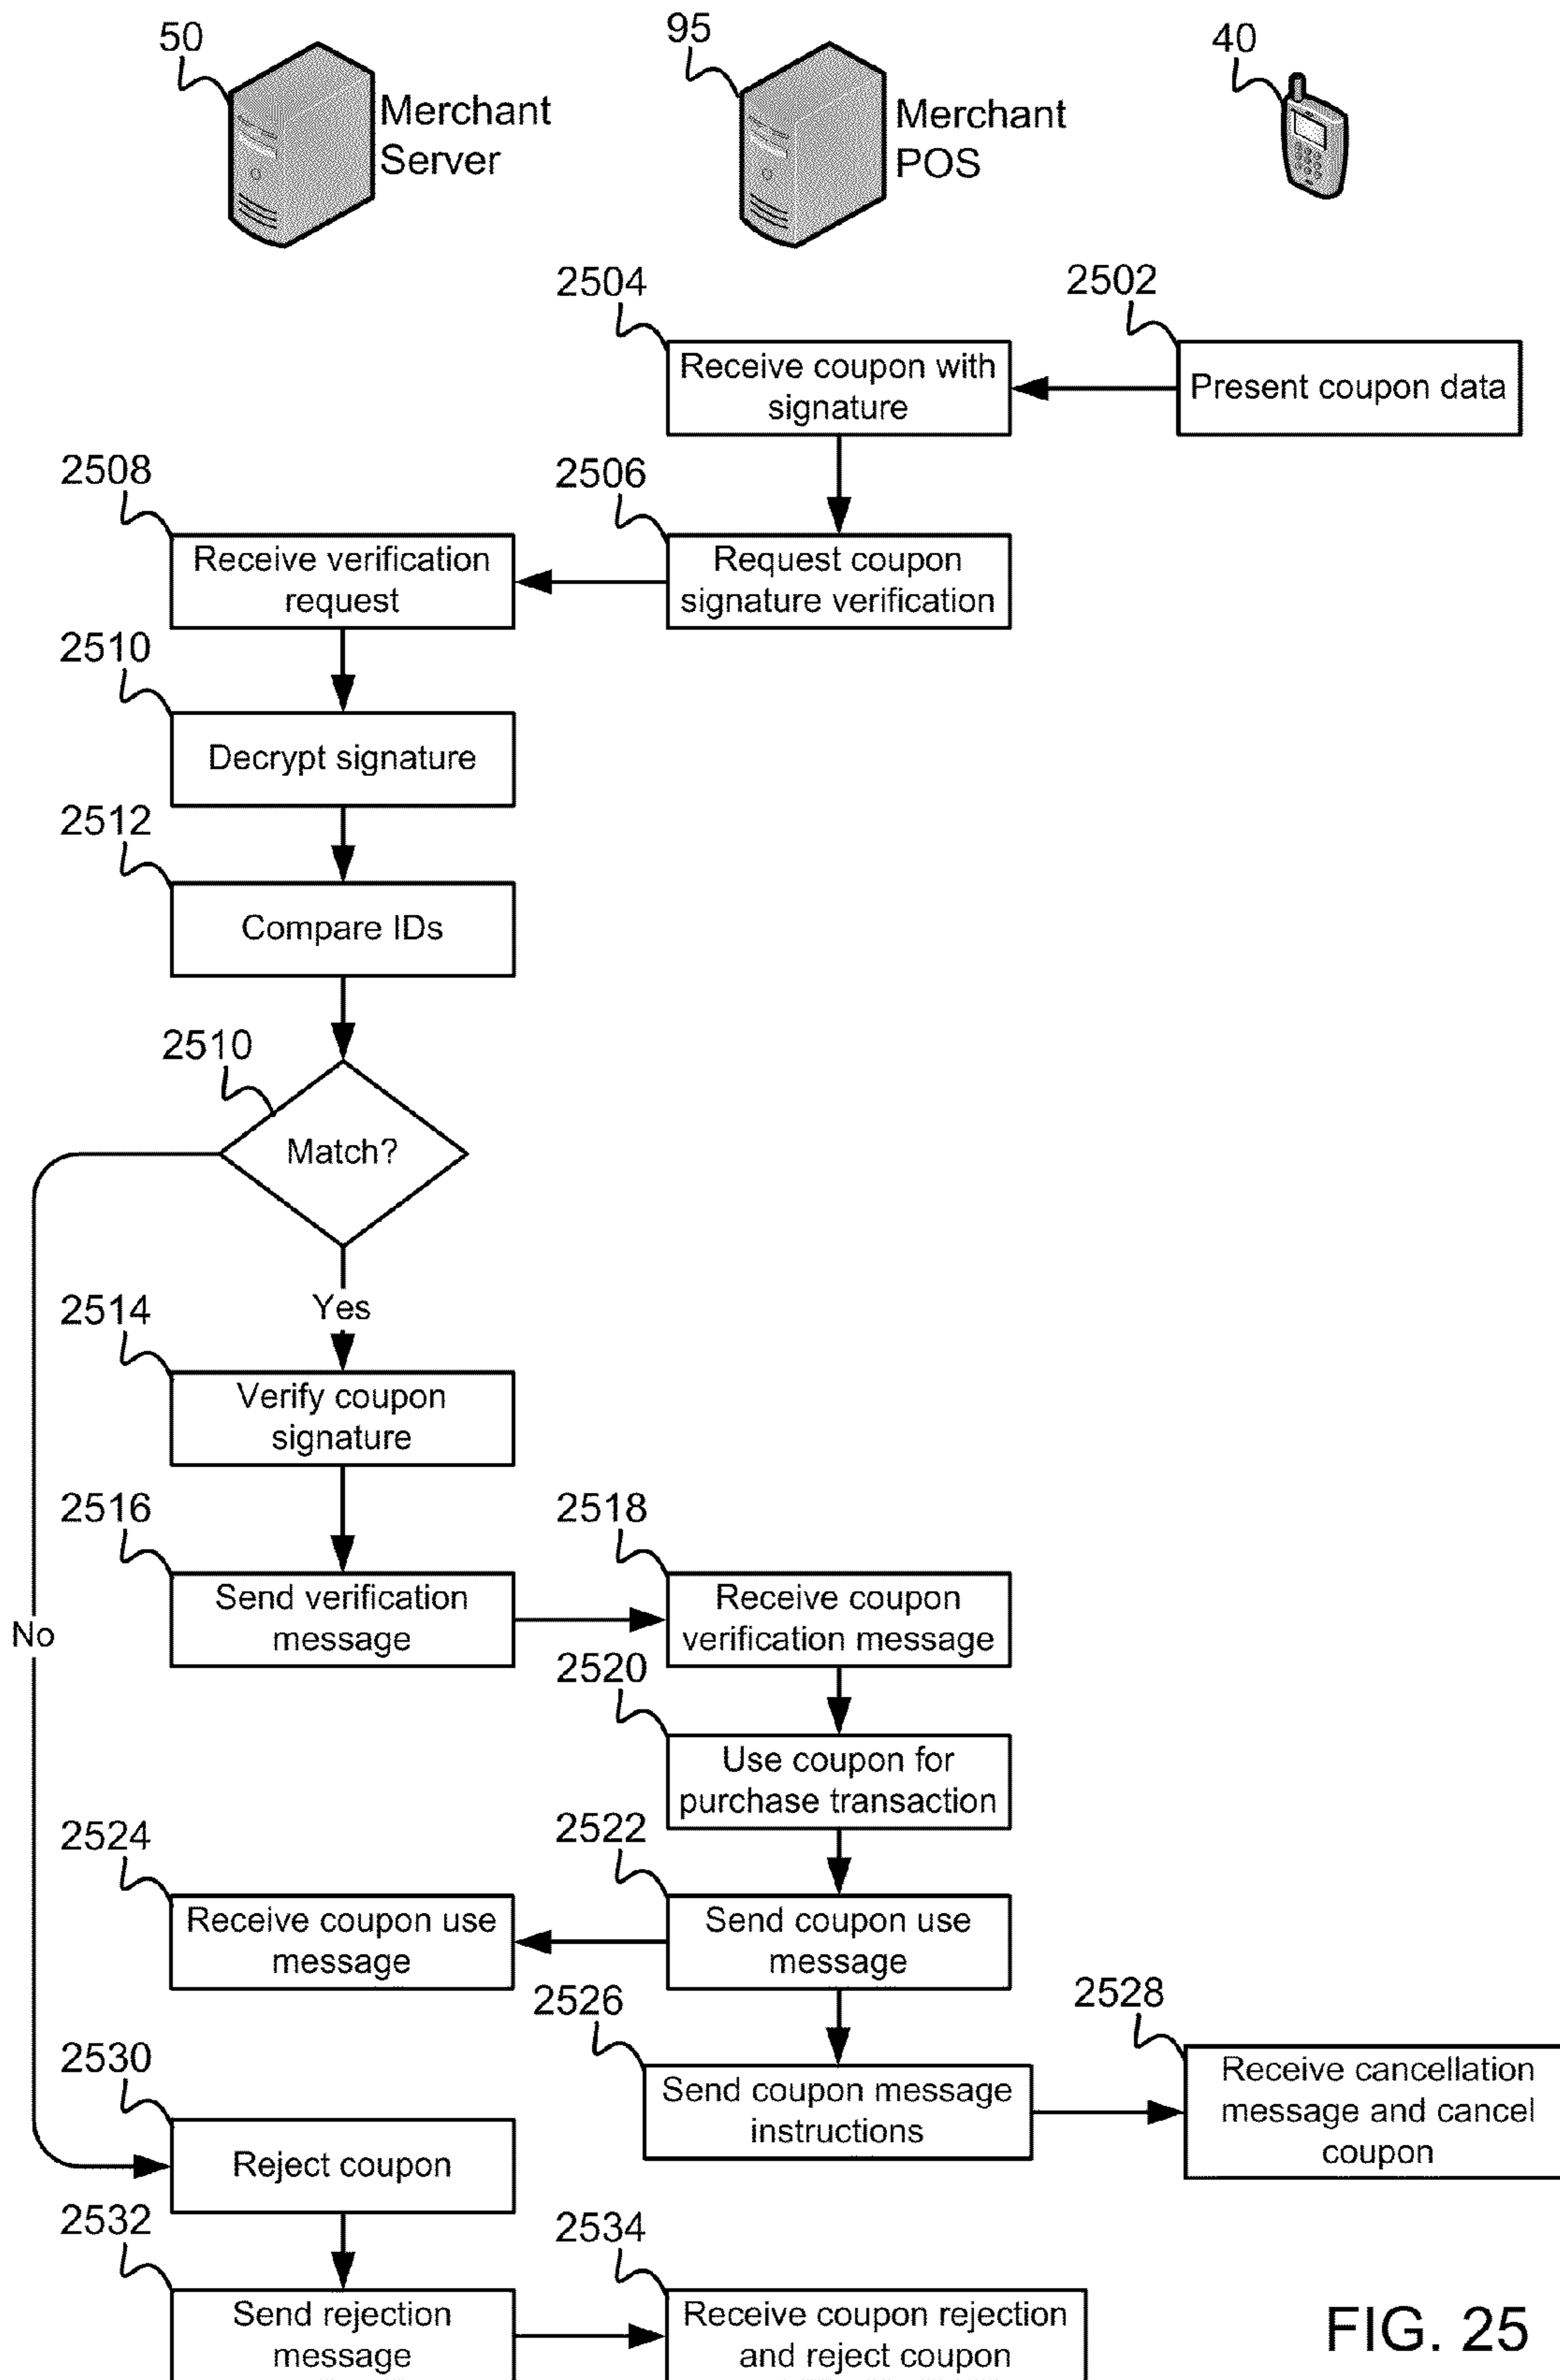 50
95
40
Merchant
Server
Merchant
POS
2504
2502
Receive coupon with
signature
Present coupon data
2508
2506
Receive verification
request
Request coupon
signature verification
2510
Decrypt signature
2512
Compare IDs
2510
Match?
Yes
2514
Verify coupon
signature
2516
2518
Send verification
message
Receive coupon
verification message
No
2520
Use coupon for
purchase transaction
2524
2522
Receive coupon use
message
Send coupon use
message
2526
2528
Send coupon message
instructions
Receive cancellation
message and cancel
coupon
2530
Reject coupon
2532
2534
Send rejection
message
Receive coupon rejection
and reject coupon
FIG. 25